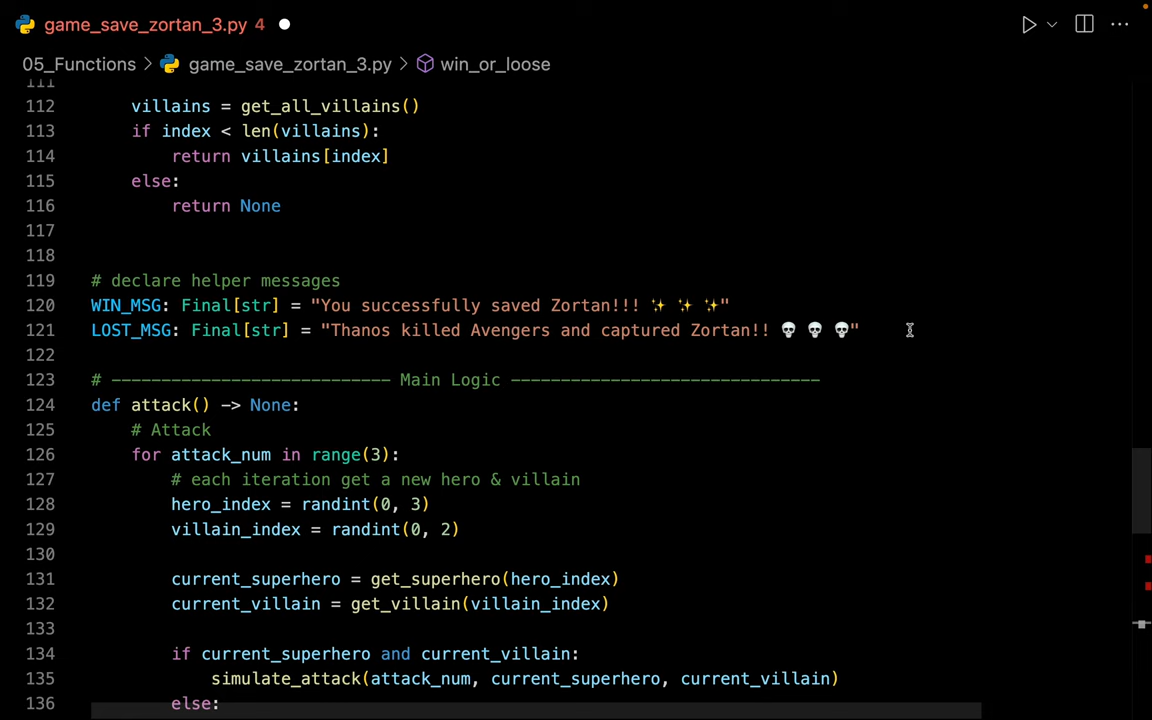 game_save_zortan_3.py 4
05_Functions > game_save_zortan_3.py > win_or_loose
111
112 villains = get_all_villains()
113 if index < len(villains):
114 return villains[index]
115 else:
116 return None
117
118
119 # declare helper messages
120 WIN_MSG: Final[str] = "You successfully saved Zortan!!! ✨ ✨ ✨"
121 LOST_MSG: Final[str] = "Thanos killed Avengers and captured Zortan!! 💀 💀 💀"
122
123 # ---------------------------- Main Logic -------------------------------
124 def attack() -> None:
125 # Attack
126 for attack_num in range(3):
127 # each iteration get a new hero & villain
128 hero_index = randint(0, 3)
129 villain_index = randint(0, 2)
130
131 current_superhero = get_superhero(hero_index)
132 current_villain = get_villain(villain_index)
133
134 if current_superhero and current_villain:
135 simulate_attack(attack_num, current_superhero, current_villain)
136 else: